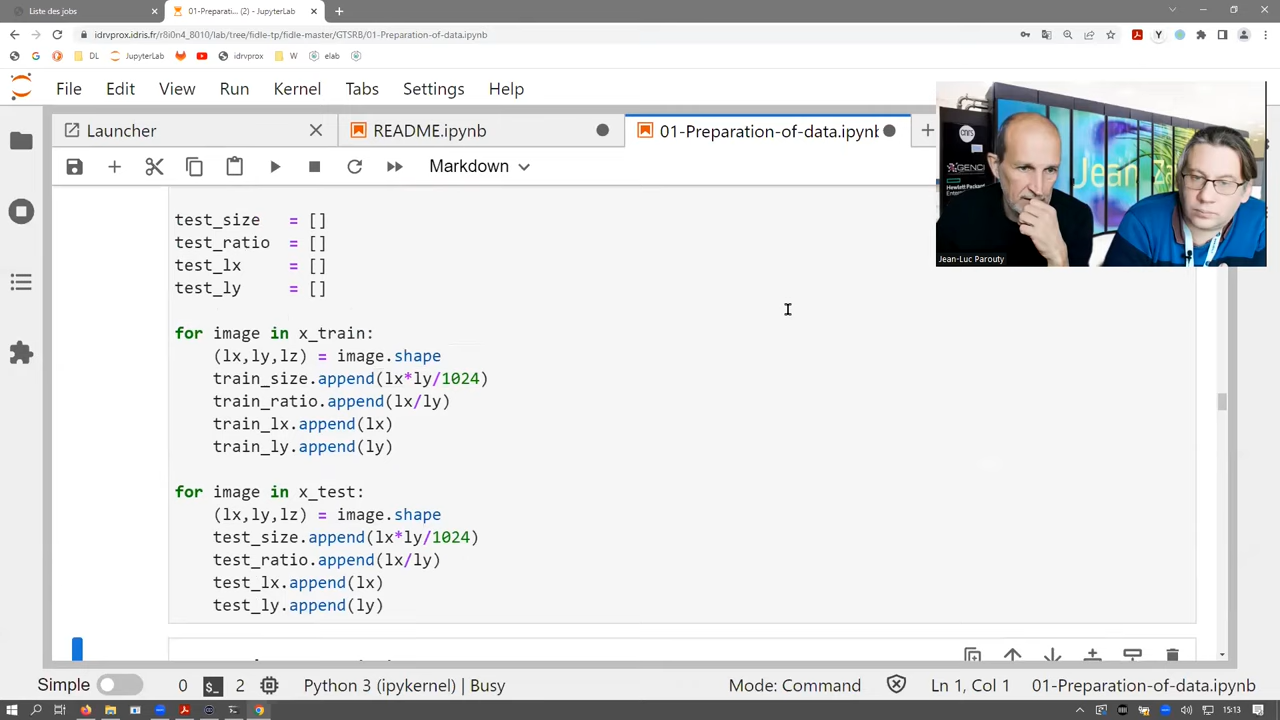 Liste des jobs
01-Preparati... (2) - JupyterLab
idrvprox.idris.fr/r8i0n4_8010/lab/tree/fidle-tp/fidle-master/GTSRB/01-Preparation-of-data.ipynb
DL JupyterLab idrvprox W elab
File Edit View Run Kernel Tabs Settings Help
Launcher README.ipynb 01-Preparation-of-data.ipynb
Markdown
test_size = []
test_ratio = []
test_lx = []
test_ly = []
for image in x_train:
(lx,ly,lz) = image.shape
train_size.append(lx*ly/1024)
train_ratio.append(lx/ly)
train_lx.append(lx)
train_ly.append(ly)
for image in x_test:
(lx,ly,lz) = image.shape
test_size.append(lx*ly/1024)
test_ratio.append(lx/ly)
test_lx.append(lx)
test_ly.append(ly)
cnrs
GENCI
Hewlett Packard
Jean Za
Jean-Luc Parouty
Simple 0 2 Python 3 (ipykernel) | Busy Mode: Command Ln 1, Col 1 01-Preparation-of-data.ipynb
15:13